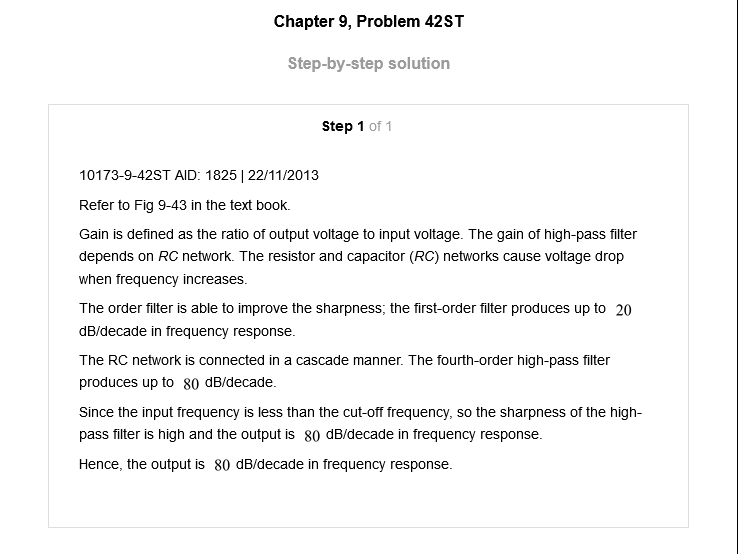 Chapter 9, Problem 42ST
Step-by-step solution
Step 1 of 1
10173-9-42ST AID: 1825 | 22/11/2013
Refer to Fig 9-43 in the text book.
Gain is defined as the ratio of output voltage to input voltage. The gain of high-pass filter
depends on RC network. The resistor and capacitor (RC) networks cause voltage drop
when frequency increases.
The order filter is able to improve the sharpness; the first-order filter produces up to 20
dB/decade in frequency response.
The RC network is connected in a cascade manner. The fourth-order high-pass filter
produces up to 80 dB/decade.
Since the input frequency is less than the cut-off frequency, so the sharpness of the high-
pass filter is high and the output is 80 dB/decade in frequency response.
Hence, the output is 80 dB/decade in frequency response.